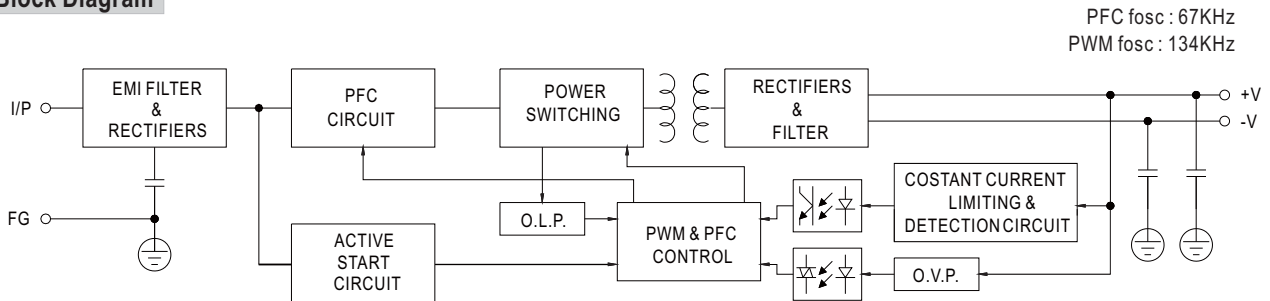 Block Diagram
PFC fosc : 67KHz
PWM fosc : 134KHz
I/P
EMI FILTER
&
RECTIFIERS
PFC
CIRCUIT
POWER
SWITCHING
RECTIFIERS
&
FILTER
+V
-V
FG
O.L.P.
PWM & PFC
CONTROL
COSTANT CURRENT
LIMITING &
DETECTION CIRCUIT
ACTIVE
START
CIRCUIT
O.V.P.